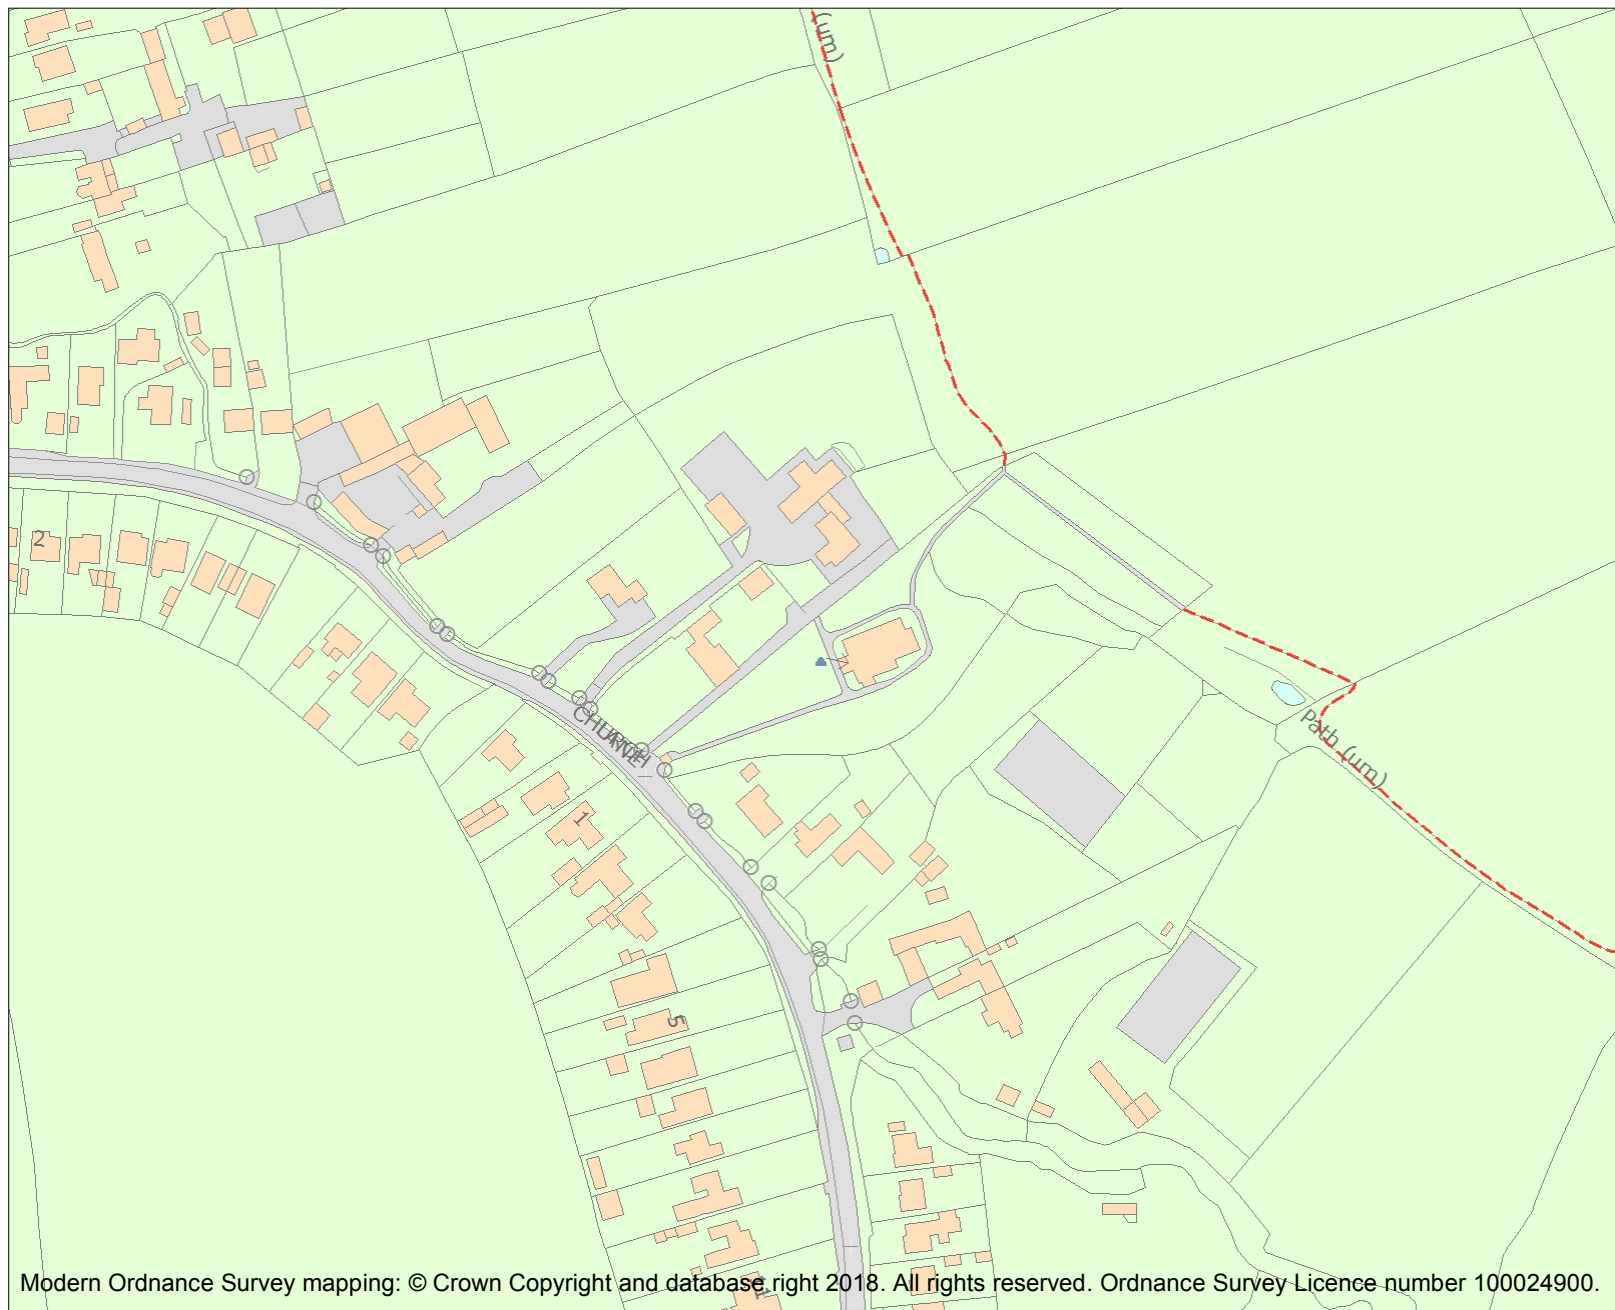 (um)
2
CHURCH
LANE
Path (um)
1
5
Modern Ordnance Survey mapping: © Crown Copyright and database right 2018. All rights reserved. Ordnance Survey Licence number 100024900.